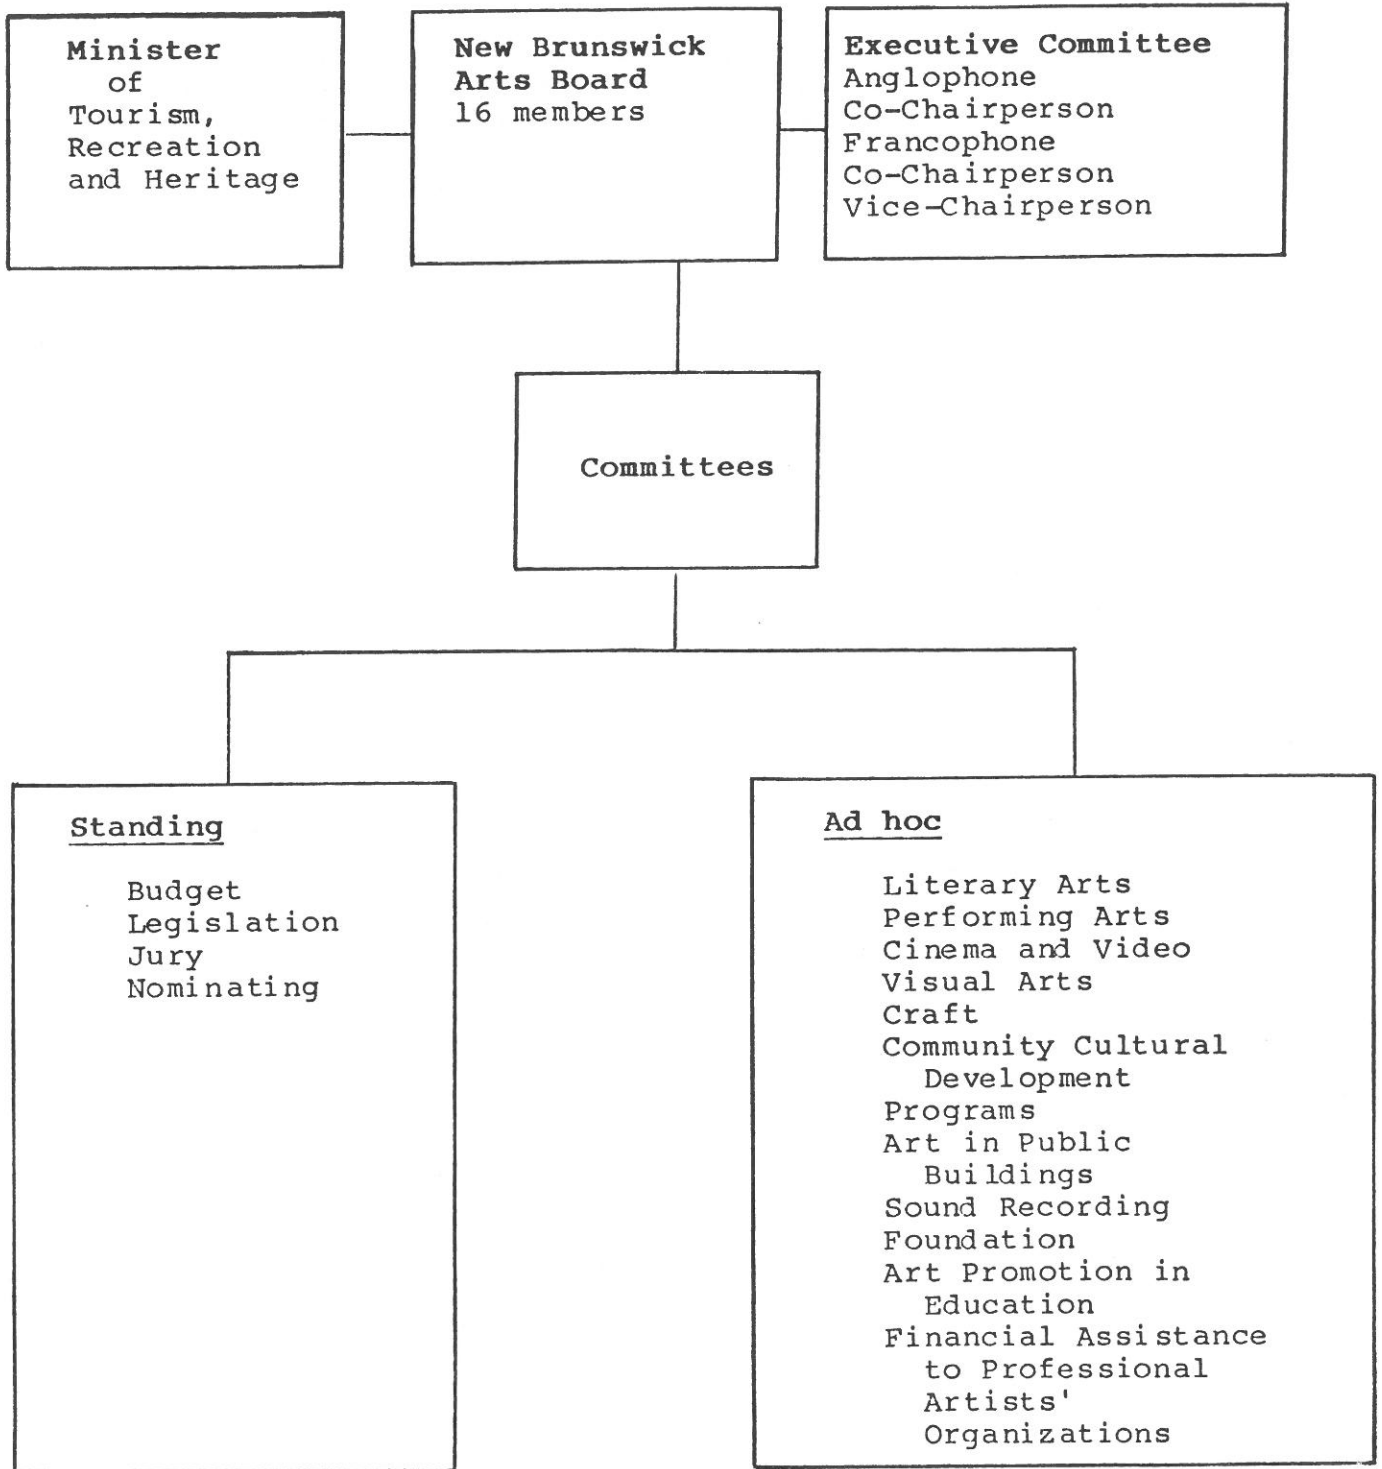 Minister
of
Tourism,
Recreation
and Heritage
New Brunswick
Arts Board
16 members
Executive Committee
Anglophone
Co-Chairperson
Francophone
Co-Chairperson
Vice-Chairperson
Committees
Standing
Budget
Legislation
Jury
Nominating
Ad hoc
Literary Arts
Performing Arts
Cinema and Video
Visual Arts
Craft
Community Cultural
Development
Programs
Art in Public
Buildings
Sound Recording
Foundation
Art Promotion in
Education
Financial Assistance
to Professional
Artists'
Organizations